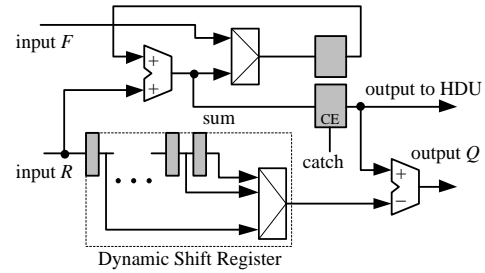 input F
+
+
output to HDU
sum
CE
catch
output Q
input R
+
−
Dynamic Shift Register